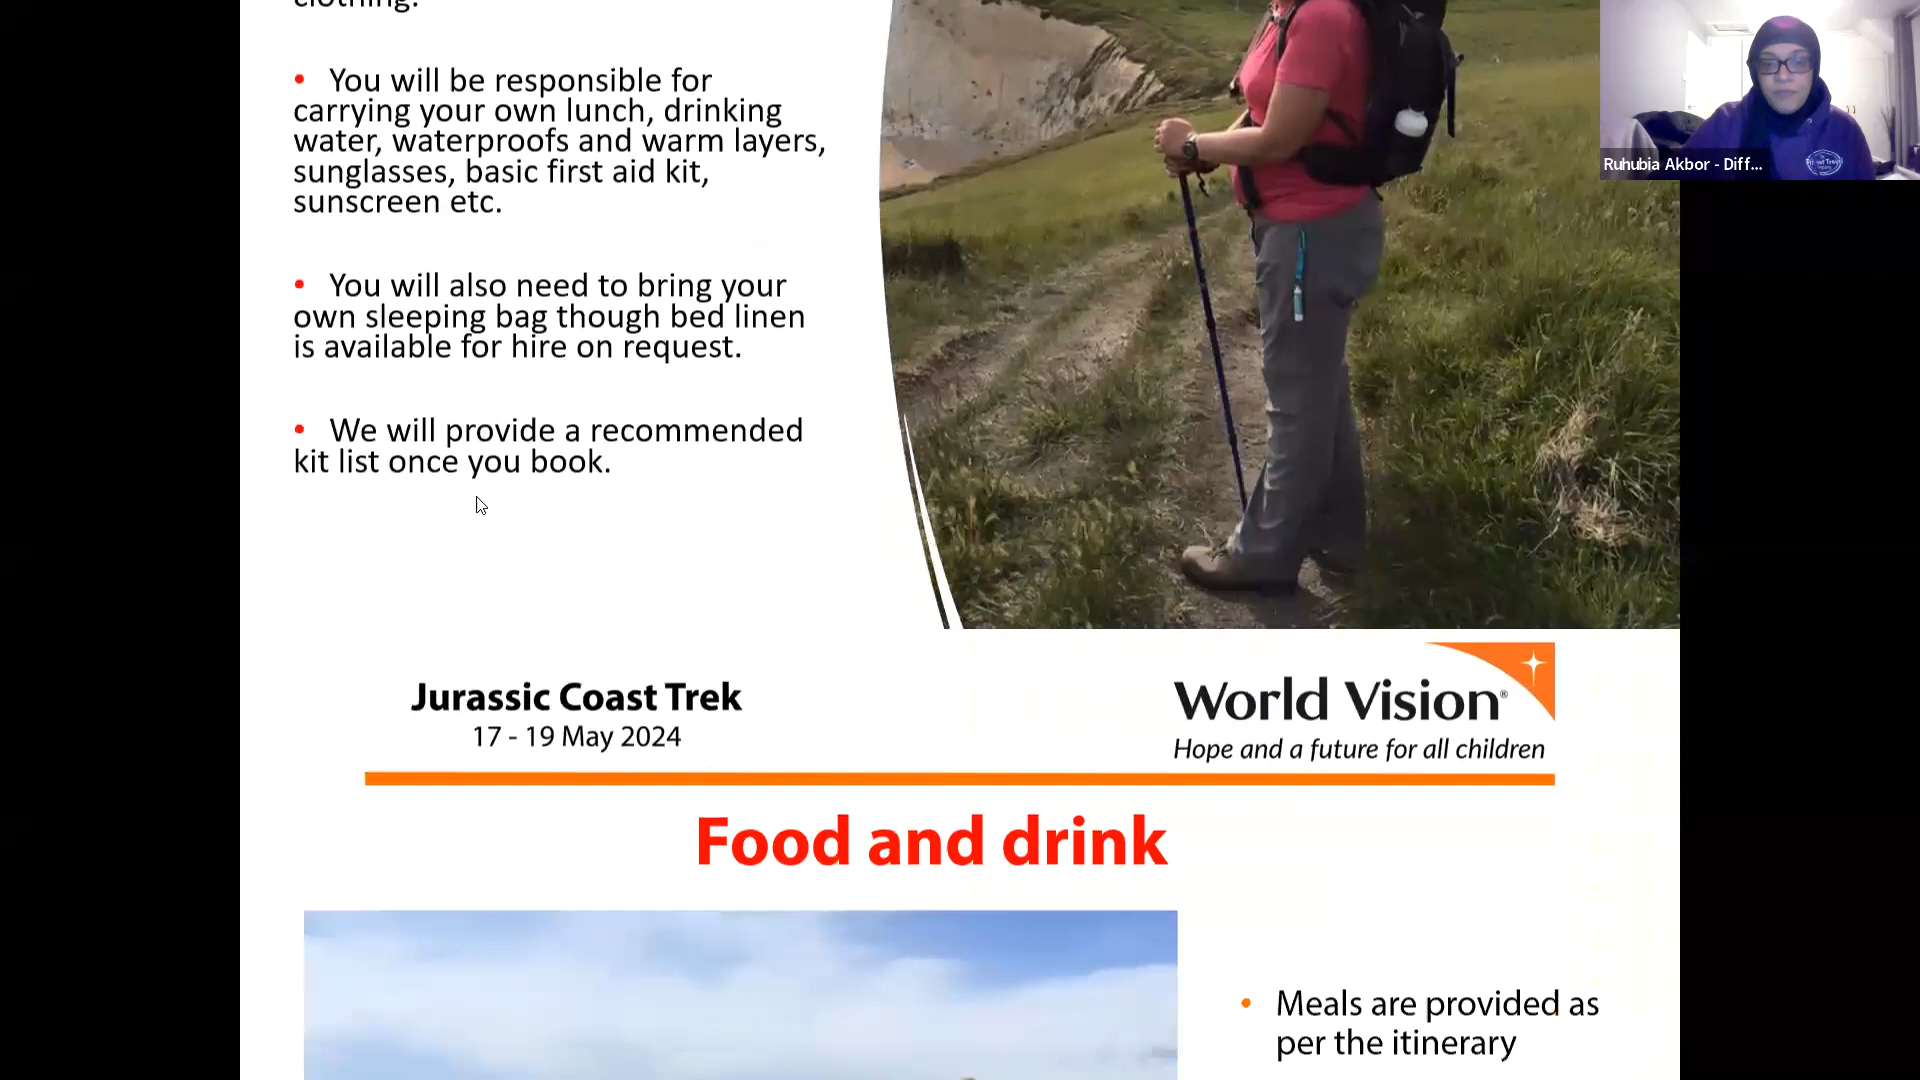 clothing.
• You will be responsible for
carrying your own lunch, drinking
water, waterproofs and warm layers,
sunglasses, basic first aid kit,
sunscreen etc.
• You will also need to bring your
own sleeping bag though bed linen
is available for hire on request.
• We will provide a recommended
kit list once you book.
Ruhubia Akbor - Diff...
Jurassic Coast Trek
17 - 19 May 2024
World Vision®
Hope and a future for all children
Food and drink
• Meals are provided as
per the itinerary